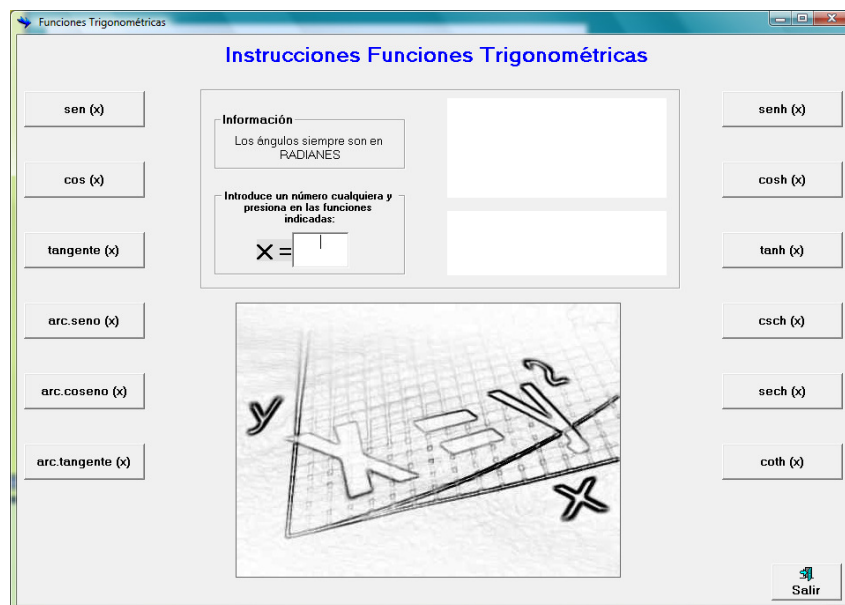 Funciones Trigonométricas
Instrucciones Funciones Trigonométricas
sen (x)
cos (x)
tangente (x)
arc.seno (x)
arc.coseno (x)
arc.tangente (x)
Información
Los ángulos siempre son en
RADIANES
Introduce un número cualquiera y
presiona en las funciones
indicadas:
X =
y
X = y2
X
senh (x)
cosh (x)
tanh (x)
csch (x)
sech (x)
coth (x)
Salir